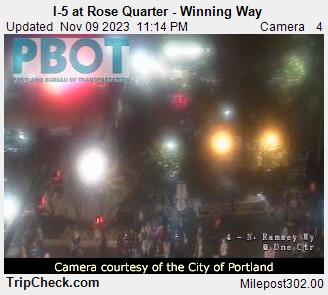 I-5 at Rose Quarter - Winning Way
Updated Nov 09 2023 11:14 PM Camera 4
PBOT
PORTLAND BUREAU OF TRANSPORTATION
4 - N. Ramsey Wy
@ One Ctr
Camera courtesy of the City of Portland
TripCheck.com Milepost302.00